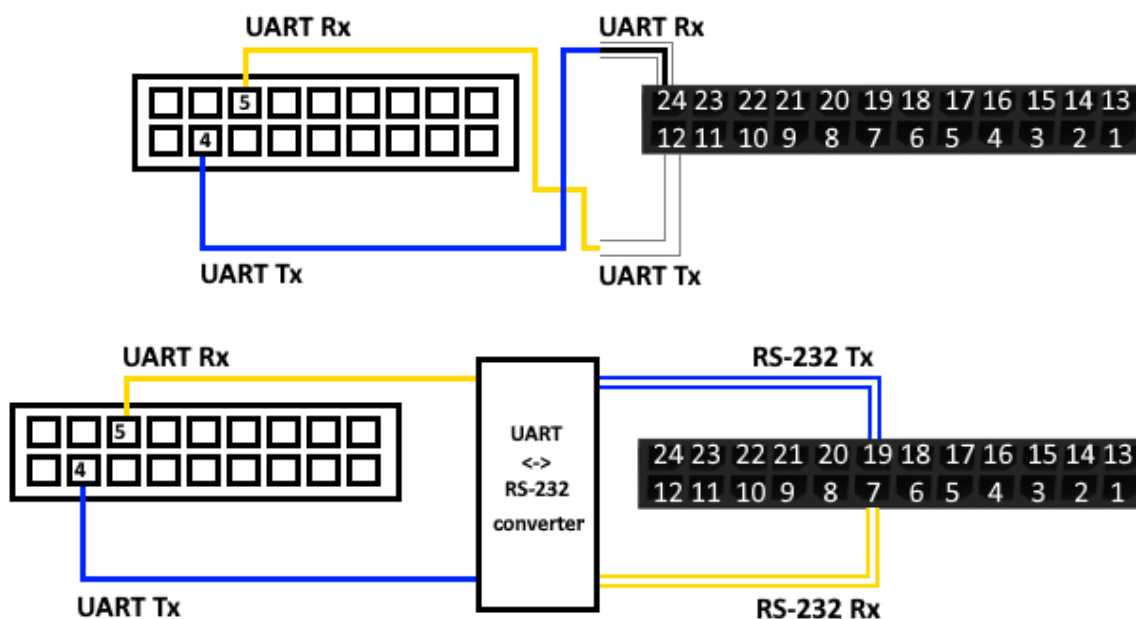 UART Rx
UART Rx
5
4
24 23 22 21 20 19 18 17 16 15 14 13
12 11 10 9 8 7 6 5 4 3 2 1
UART Tx
UART Tx
UART Rx
RS-232 Tx
5
4
UART
<->
RS-232
converter
24 23 22 21 20 19 18 17 16 15 14 13
12 11 10 9 8 7 6 5 4 3 2 1
UART Tx
RS-232 Rx